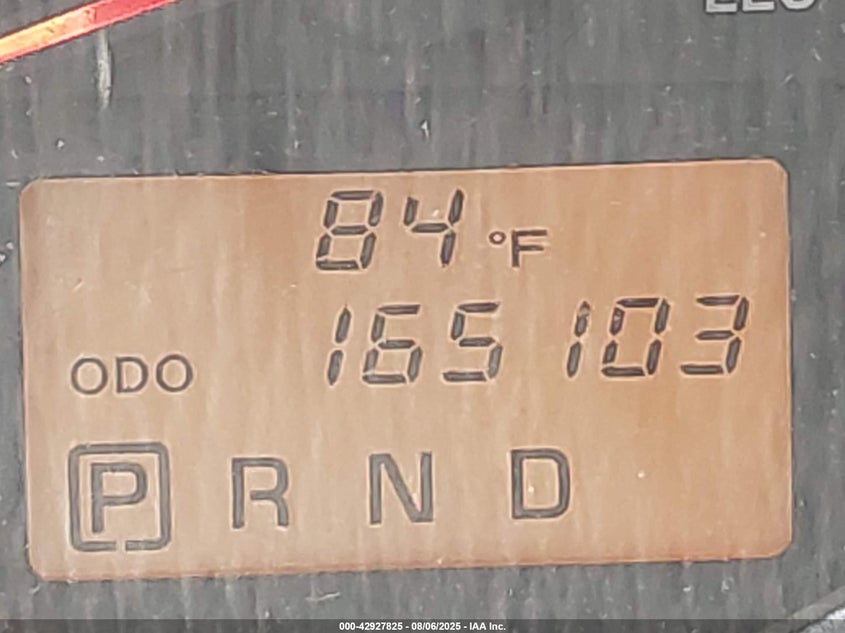 84 °F
ODO 165103
P R N D
000-42927825 - 08/06/2025 - IAA Inc.